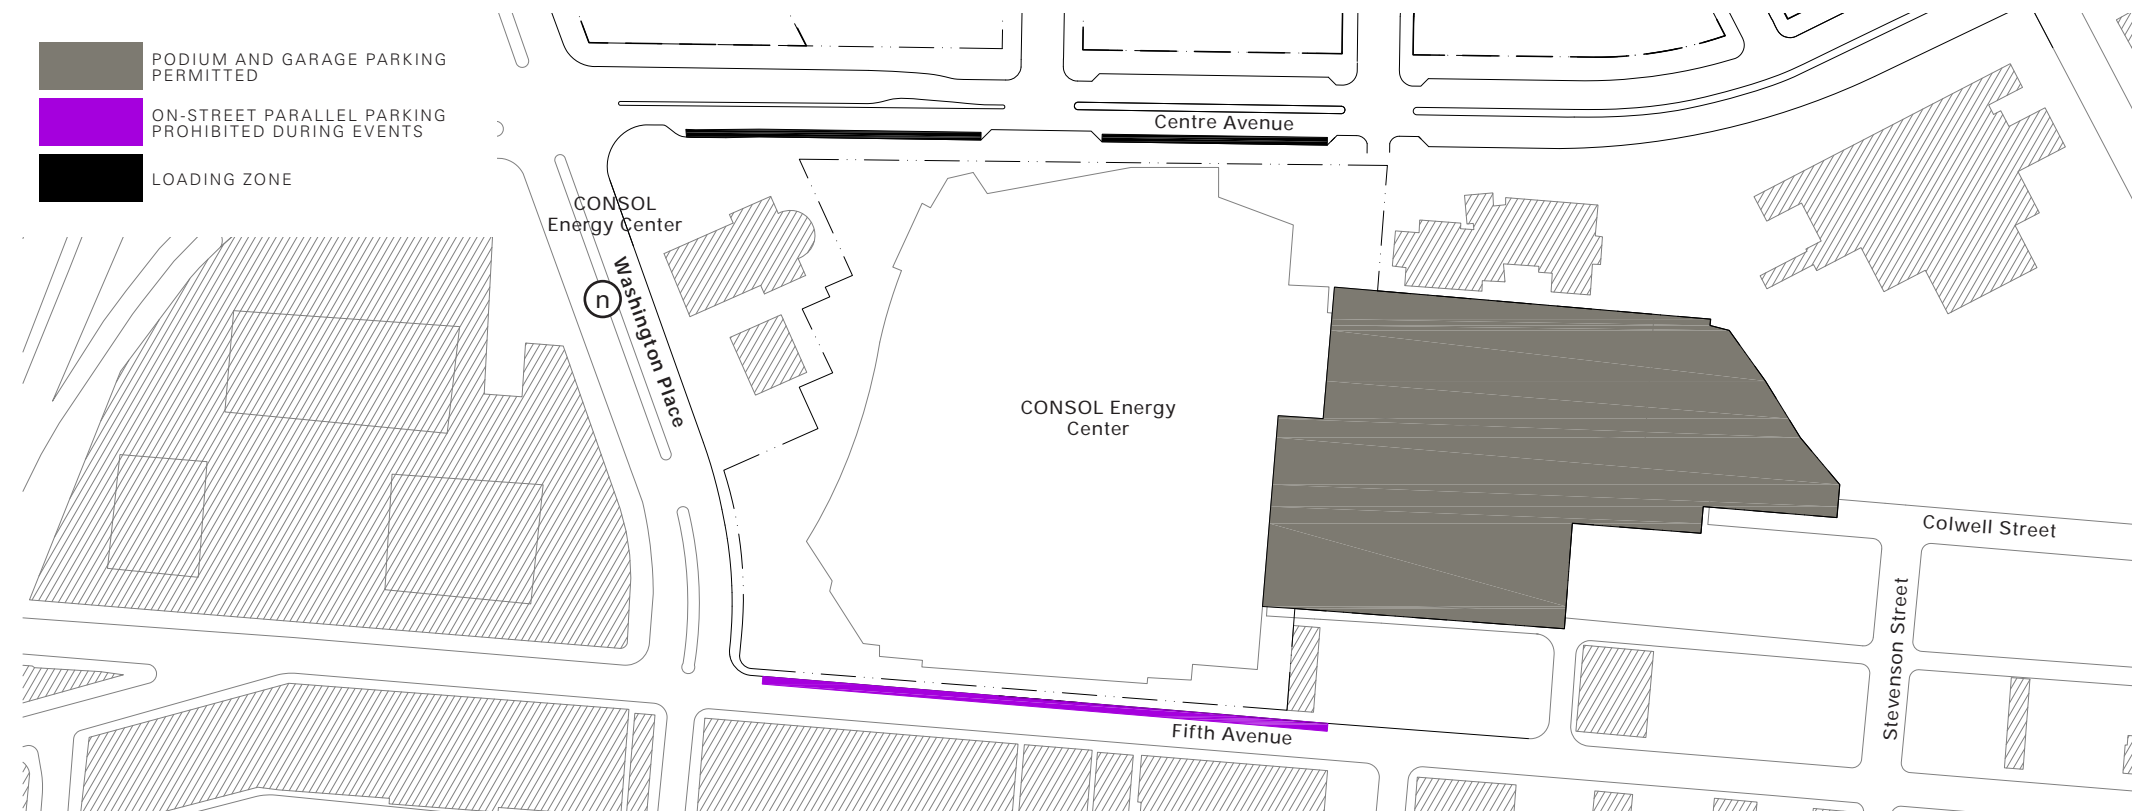 PODIUM AND GARAGE PARKING
PERMITTED
ON-STREET PARALLEL PARKING
PROHIBITED DURING EVENTS
LOADING ZONE
Centre Avenue
CONSOL
Energy Center
n
Washington Place
CONSOL Energy
Center
Colwell Street
Stevenson Street
Fifth Avenue